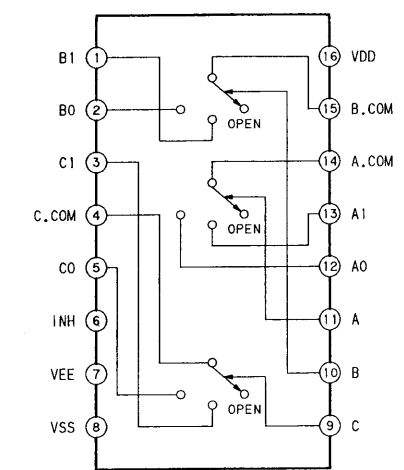 B1 1 16 VDD
B0 2 15 B.COM
OPEN
C1 3 14 A.COM
C.COM 4 13 A1
OPEN
C0 5 12 A0
INH 6 11 A
VEE 7 10 B
VSS 8 9 C
OPEN